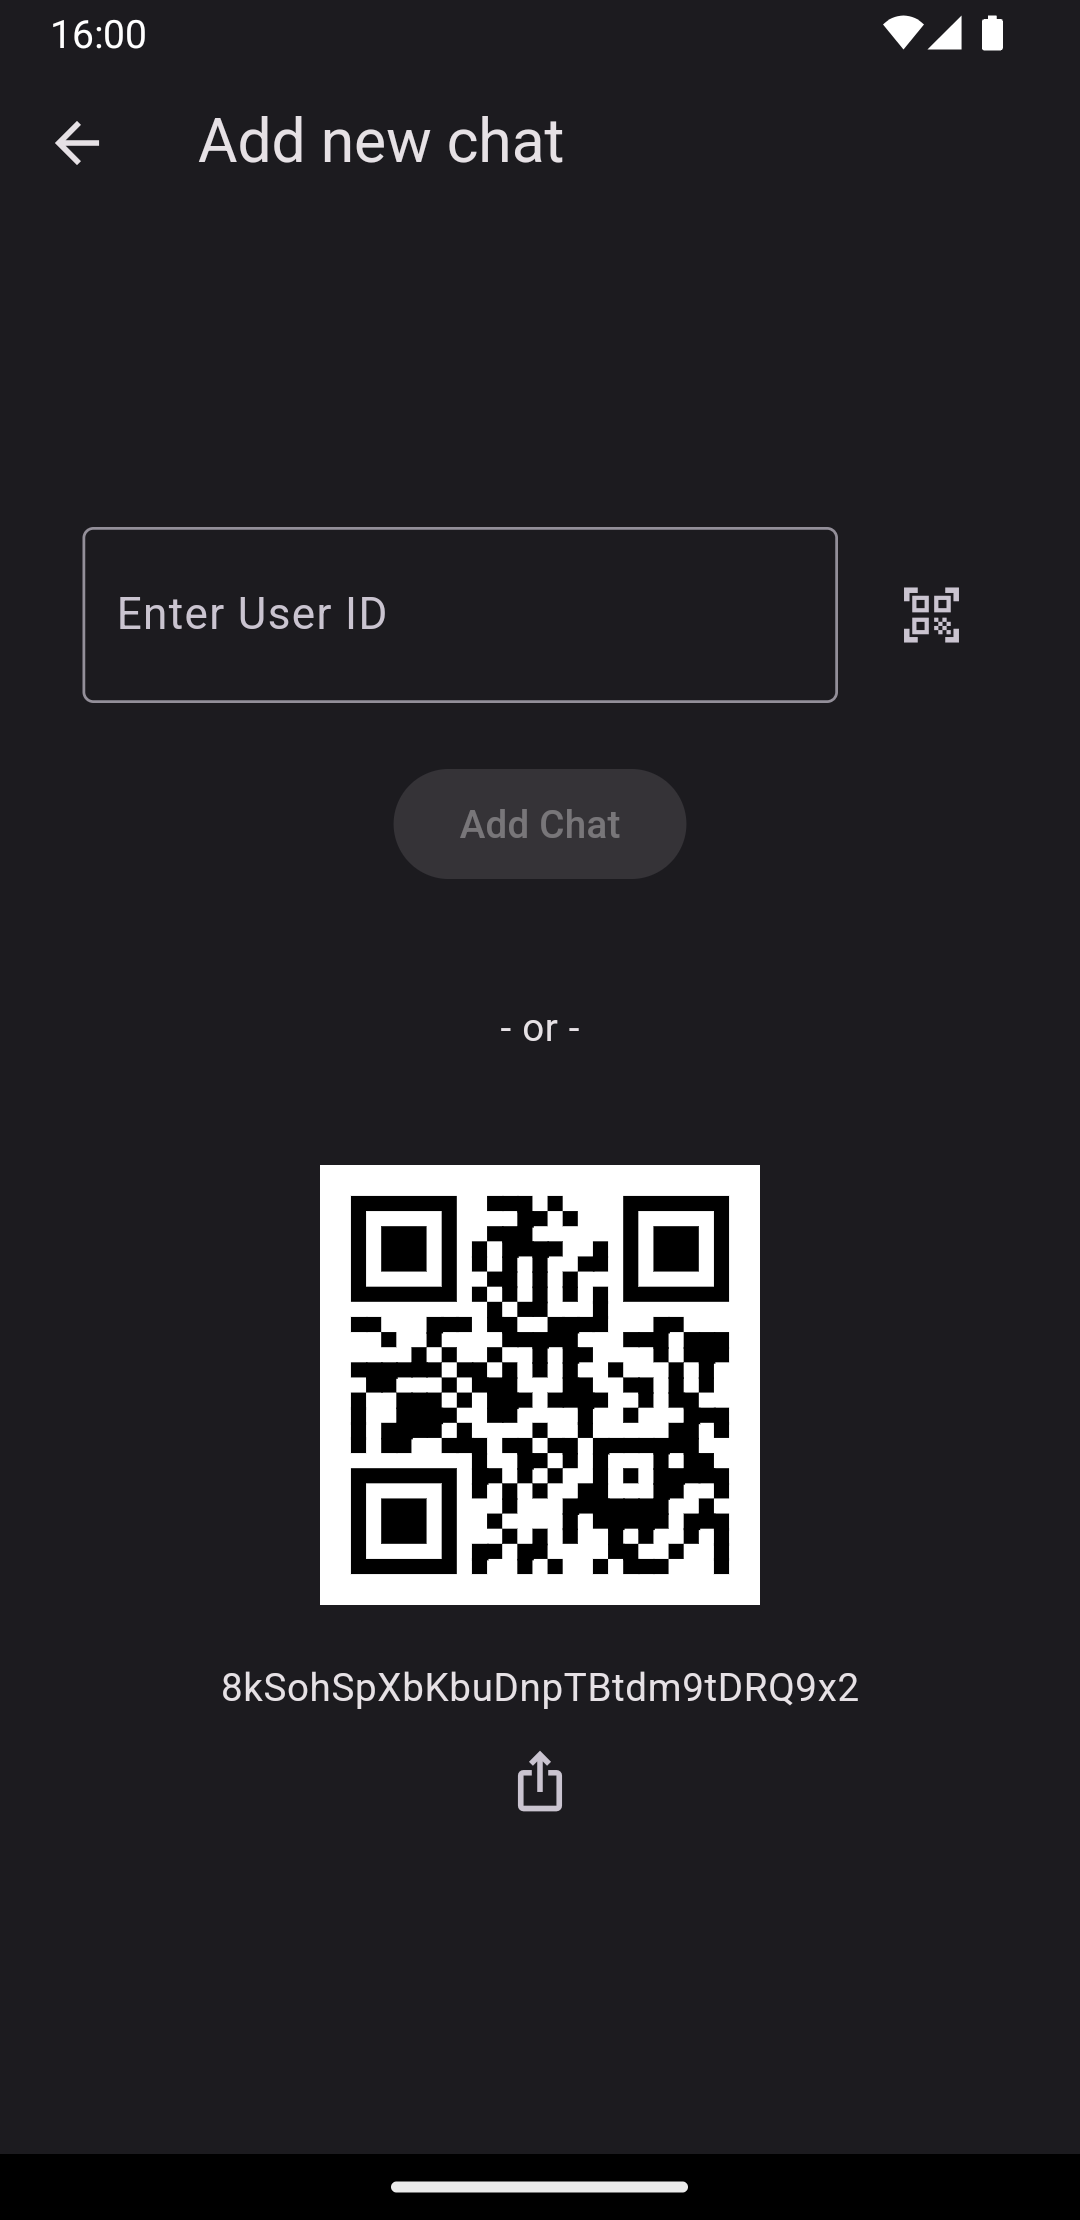 16:00
Add new chat
Enter User ID
Add Chat
- or -
8kSohSpXbKbuDnpTBtdm9tDRQ9x2